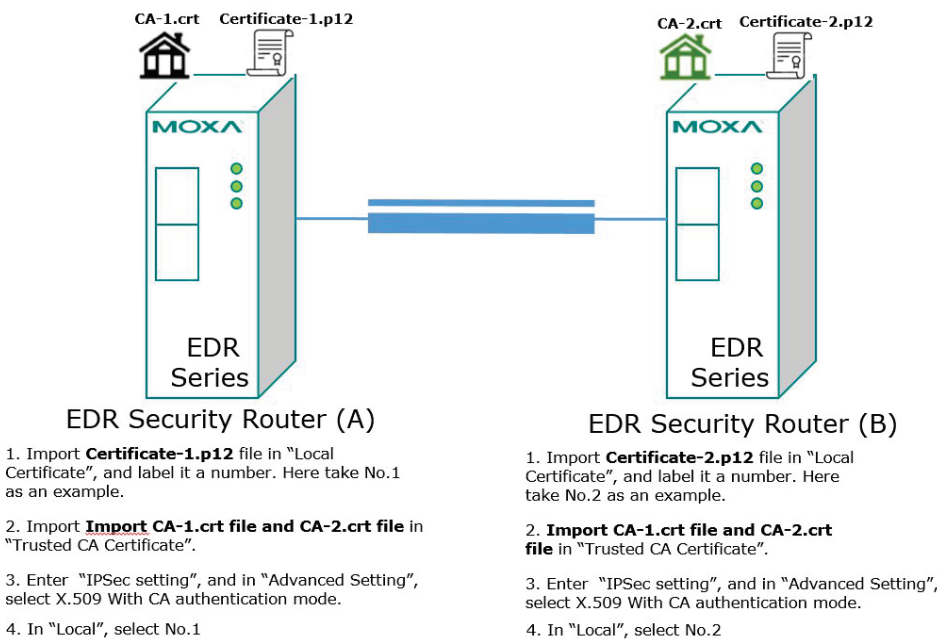 CA-1.crt Certificate-1.p12
CA-2.crt Certificate-2.p12
MOXA
MOXA
EDR
Series
EDR
Series
EDR Security Router (A)
1. Import Certificate-1.p12 file in “Local
Certificate”, and label it a number. Here take No.1
as an example.
2. Import Import CA-1.crt file and CA-2.crt file in
“Trusted CA Certificate”.
3. Enter “IPSec setting”, and in “Advanced Setting”,
select X.509 With CA authentication mode.
4. In “Local”, select No.1
EDR Security Router (B)
1. Import Certificate-2.p12 file in “Local
Certificate”, and label it a number. Here
take No.2 as an example.
2. Import CA-1.crt file and CA-2.crt
file in “Trusted CA Certificate”.
3. Enter “IPSec setting”, and in “Advanced Setting”,
select X.509 With CA authentication mode.
4. In “Local”, select No.2